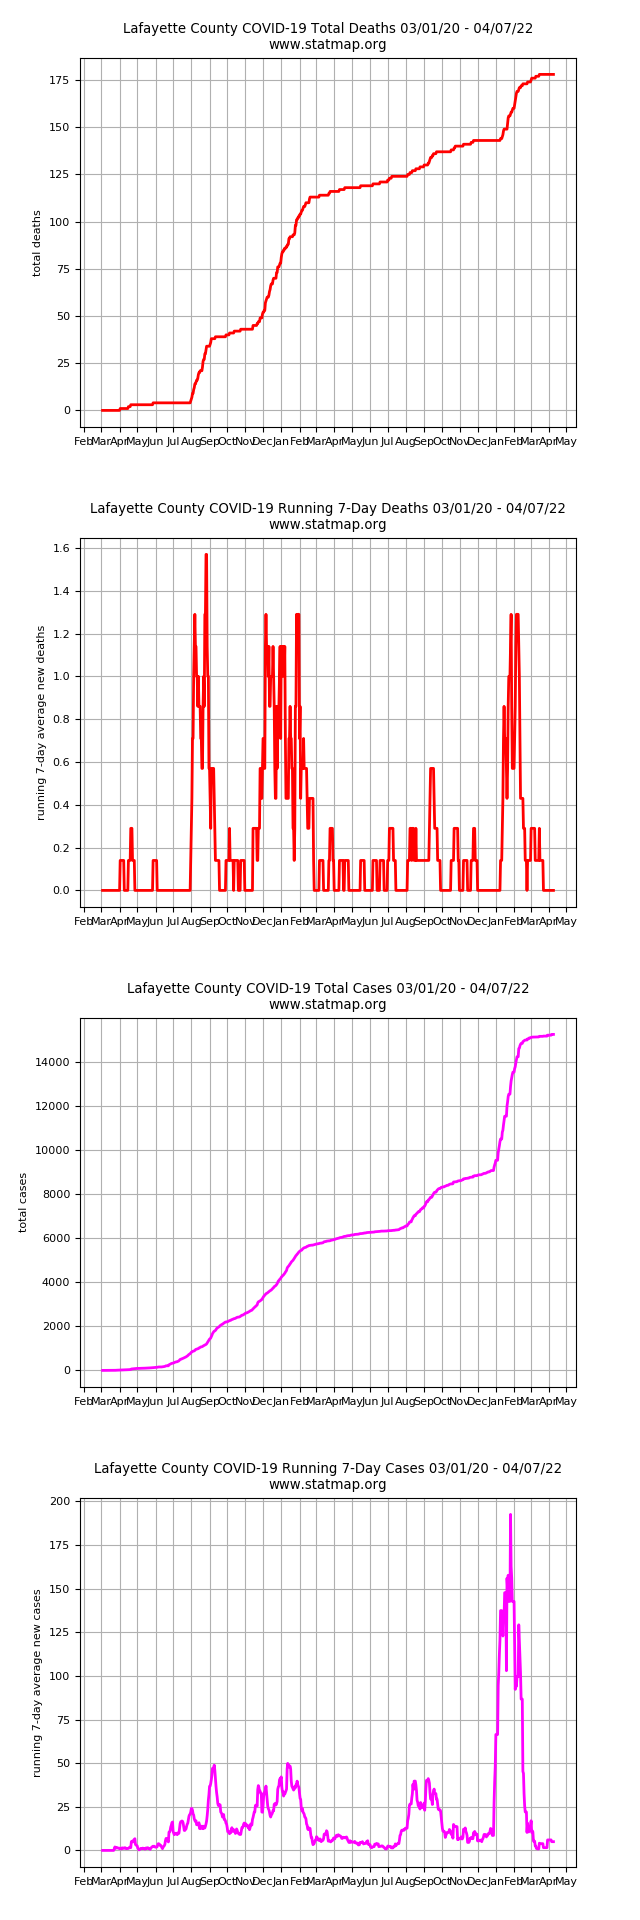 Lafayette County COVID-19 Total Deaths 03/01/20 - 04/07/22
www.statmap.org
175
150
125
100
75
50
25
0
total deaths
Feb Mar Apr May Jun Jul Aug Sep Oct Nov Dec Jan Feb Mar Apr May Jun Jul Aug Sep Oct Nov Dec Jan Feb Mar Apr May
Lafayette County COVID-19 Running 7-Day Deaths 03/01/20 - 04/07/22
www.statmap.org
1.6
1.4
1.2
1.0
0.8
0.6
0.4
0.2
0.0
running 7-day average new deaths
Feb Mar Apr May Jun Jul Aug Sep Oct Nov Dec Jan Feb Mar Apr May Jun Jul Aug Sep Oct Nov Dec Jan Feb Mar Apr May
Lafayette County COVID-19 Total Cases 03/01/20 - 04/07/22
www.statmap.org
14000
12000
10000
8000
6000
4000
2000
0
total cases
Feb Mar Apr May Jun Jul Aug Sep Oct Nov Dec Jan Feb Mar Apr May Jun Jul Aug Sep Oct Nov Dec Jan Feb Mar Apr May
Lafayette County COVID-19 Running 7-Day Cases 03/01/20 - 04/07/22
www.statmap.org
200
175
150
125
100
75
50
25
0
running 7-day average new cases
Feb Mar Apr May Jun Jul Aug Sep Oct Nov Dec Jan Feb Mar Apr May Jun Jul Aug Sep Oct Nov Dec Jan Feb Mar Apr May